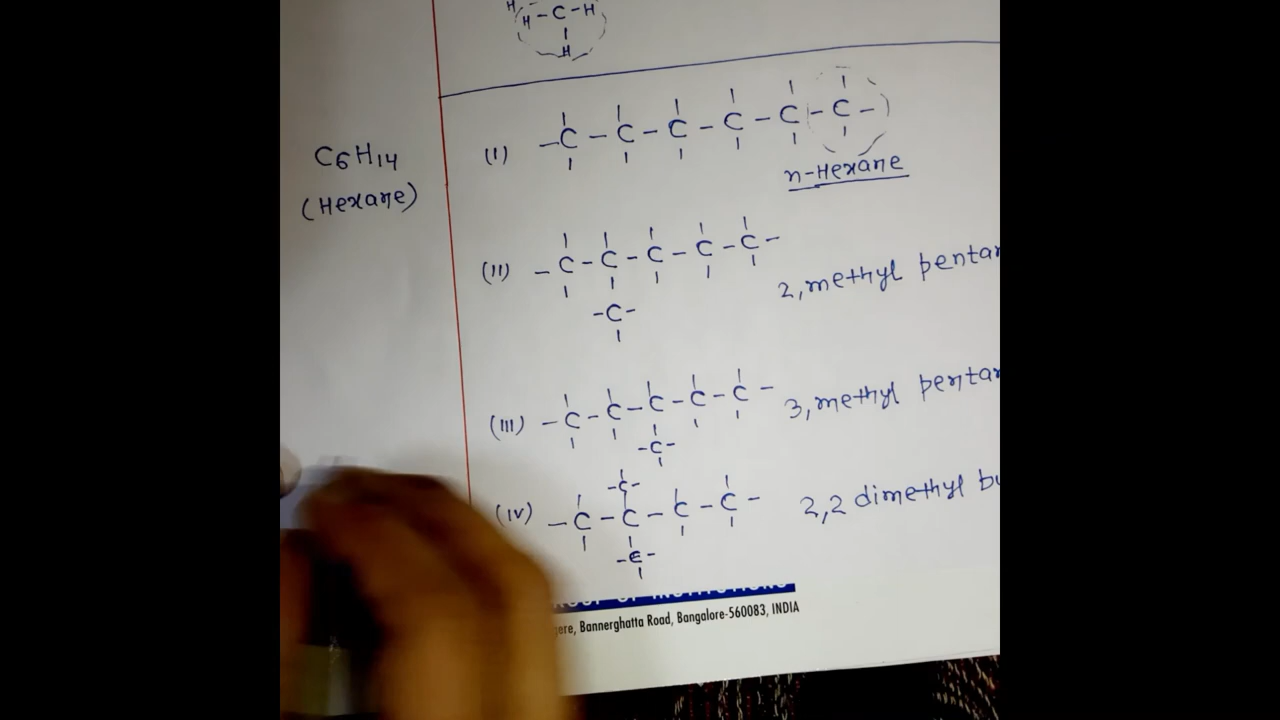 H
H-C-H
H
C6H14
(Hexane)
(I) -C-C-C-C-C-C-
n-Hexane
(II) -C-C-C-C-C-
-C-
2,methyl pentan
(III) -C-C-C-C-C-
-C-
3,methyl pentan
-C-
(IV) -C-C-C-C-
-C-
2,2 dimethyl bu
ere, Bannerghatta Road, Bangalore-560083, INDIA